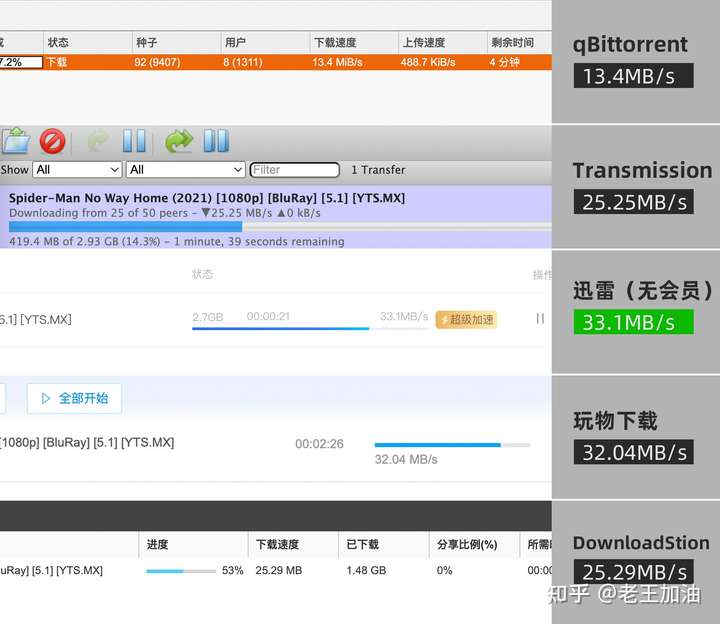 成 状态 种子 用户 下载速度 上传速度 剩余时间
7.2% 下载 92 (9407) 8 (1311) 13.4 MiB/s 488.7 KiB/s 4 分钟
qBittorrent
13.4MB/s
Show All All Filter 1 Transfer
Spider-Man No Way Home (2021) [1080p] [BluRay] [5.1] [YTS.MX]
Downloading from 25 of 50 peers - ▼25.25 MB/s ▲0 kB/s
419.4 MB of 2.93 GB (14.3%) - 1 minute, 39 seconds remaining
Transmission
25.25MB/s
状态 操作
5.1] [YTS.MX] 2.7GB 00:00:21 33.1MB/s 超级加速
迅雷（无会员）
33.1MB/s
全部开始
[1080p] [BluRay] [5.1] [YTS.MX] 00:02:26
32.04 MB/s
玩物下载
32.04MB/s
进度 下载速度 已下载 分享比例(%) 所需
uRay] [5.1] [YTS.MX] 53% 25.29 MB 1.48 GB 0% 00:0
DownloadStion
25.29MB/s
知乎 @老王加油